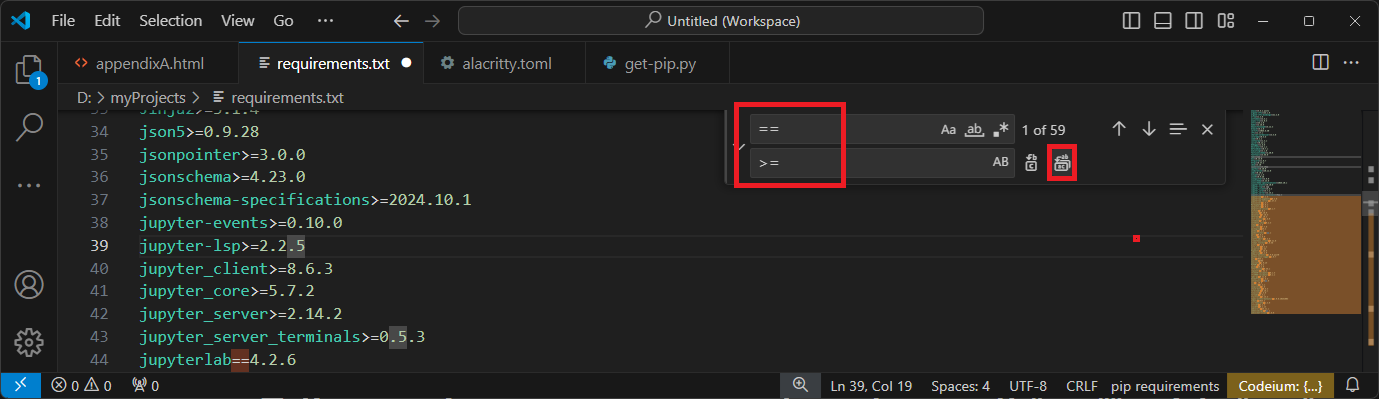 File Edit Selection View Go ···
Untitled (Workspace)
1
appendixA.html
requirements.txt
alacritty.toml
get-pip.py
D: > myProjects > requirements.txt
34 json5>=0.9.28
35 jsonpointer>=3.0.0
36 jsonschema>=4.23.0
37 jsonschema-specifications>=2024.10.1
38 jupyter-events>=0.10.0
39 jupyter-lsp>=2.2.5
40 jupyter_client>=8.6.3
41 jupyter_core>=5.7.2
42 jupyter_server>=2.14.2
43 jupyter_server_terminals>=0.5.3
44 jupyterlab==4.2.6
== Aa ab 1 of 59
>= AB
0 0 0 Ln 39, Col 19 Spaces: 4 UTF-8 CRLF pip requirements Codeium: {...}